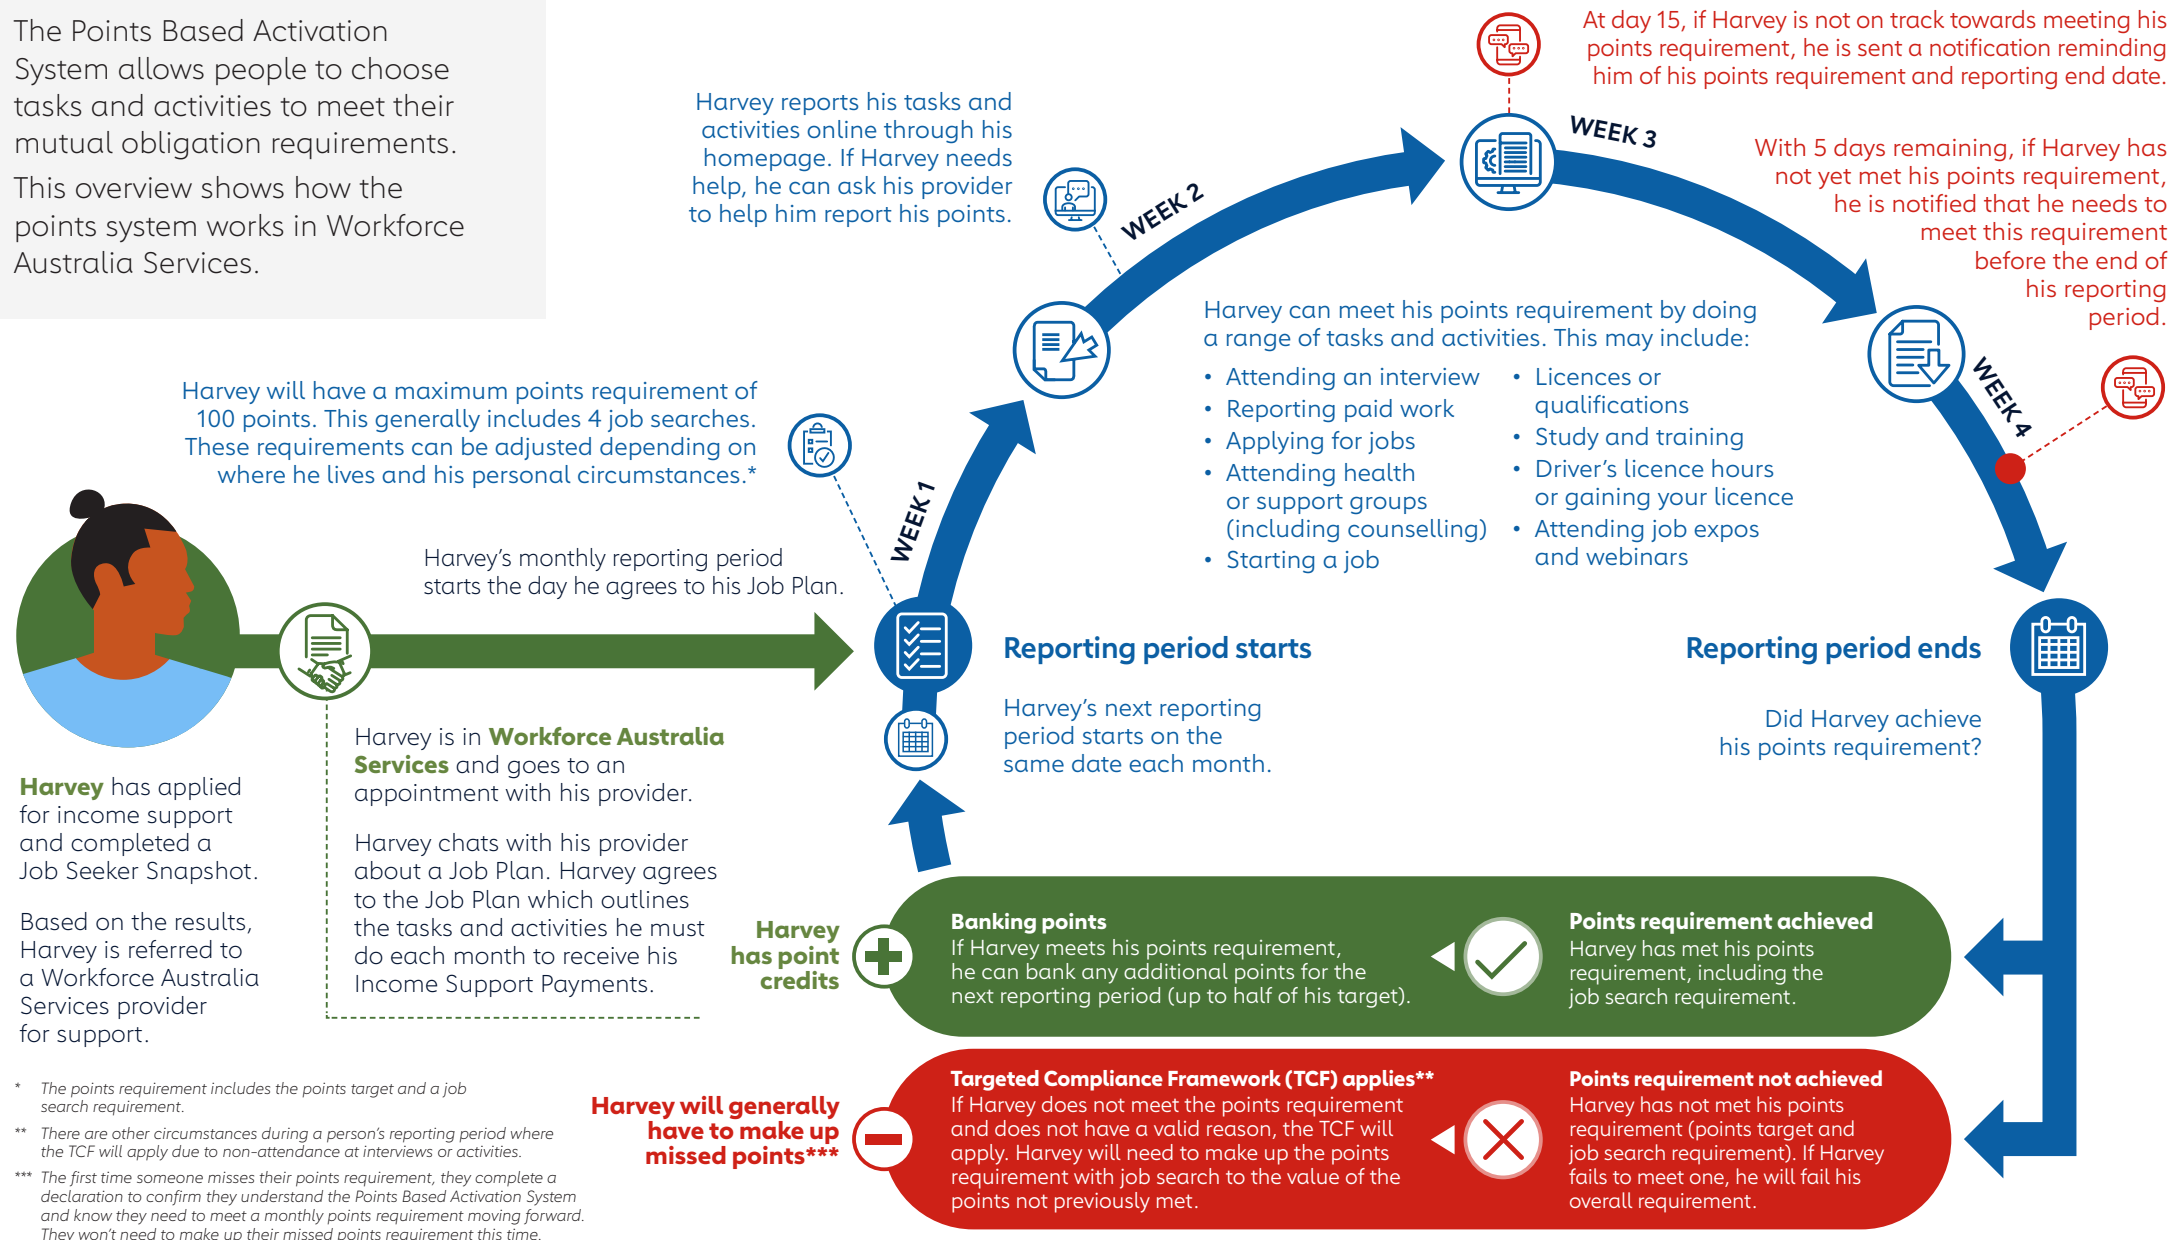 The Points Based Activation
System allows people to choose
tasks and activities to meet their
mutual obligation requirements.
This overview shows how the
points system works in Workforce
Australia Services.
Harvey has applied
for income support
and completed a
Job Seeker Snapshot.
Based on the results,
Harvey is referred to
a Workforce Australia
Services provider
for support.
Harvey's monthly reporting period
starts the day he agrees to his Job Plan.
Harvey is in Workforce Australia
Services and goes to an
appointment with his provider.
Harvey chats with his provider
about a Job Plan. Harvey agrees
to the Job Plan which outlines
the tasks and activities he must
do each month to receive his
Income Support Payments.
Reporting period starts
Harvey's next reporting
period starts on the
same date each month.
Harvey will have a maximum points requirement of
100 points. This generally includes 4 job searches.
These requirements can be adjusted depending on
where he lives and his personal circumstances.*
WEEK 1
Harvey reports his tasks and
activities online through his
homepage. If Harvey needs
help, he can ask his provider
to help him report his points.
WEEK 2
Harvey can meet his points requirement by doing
a range of tasks and activities. This may include:
• Attending an interview
• Reporting paid work
• Applying for jobs
• Attending health
or support groups
(including counselling)
• Starting a job
• Licences or
qualifications
• Study and training
• Driver's licence hours
or gaining your licence
• Attending job expos
and webinars
WEEK 3
At day 15, if Harvey is not on track towards meeting his
points requirement, he is sent a notification reminding
him of his points requirement and reporting end date.
With 5 days remaining, if Harvey has
not yet met his points requirement,
he is notified that he needs to
meet this requirement
before the end of
his reporting
period.
WEEK 4
Reporting period ends
Did Harvey achieve
his points requirement?
Points requirement achieved
Harvey has met his points
requirement, including the
job search requirement.
Banking points
If Harvey meets his points requirement,
he can bank any additional points for the
next reporting period (up to half of his target).
Harvey
has point
credits
Points requirement not achieved
Harvey has not met his points
requirement (points target and
job search requirement). If Harvey
fails to meet one, he will fail his
overall requirement.
Targeted Compliance Framework (TCF) applies**
If Harvey does not meet the points requirement
and does not have a valid reason, the TCF will
apply. Harvey will need to make up the points
requirement with job search to the value of the
points not previously met.
Harvey will generally
have to make up
missed points***
* The points requirement includes the points target and a job
search requirement.
** There are other circumstances during a person's reporting period where
the TCF will apply due to non-attendance at interviews or activities.
*** The first time someone misses their points requirement, they complete a
declaration to confirm they understand the Points Based Activation System
and know they need to meet a monthly points requirement moving forward.
They won't need to make up their missed points requirement this time.